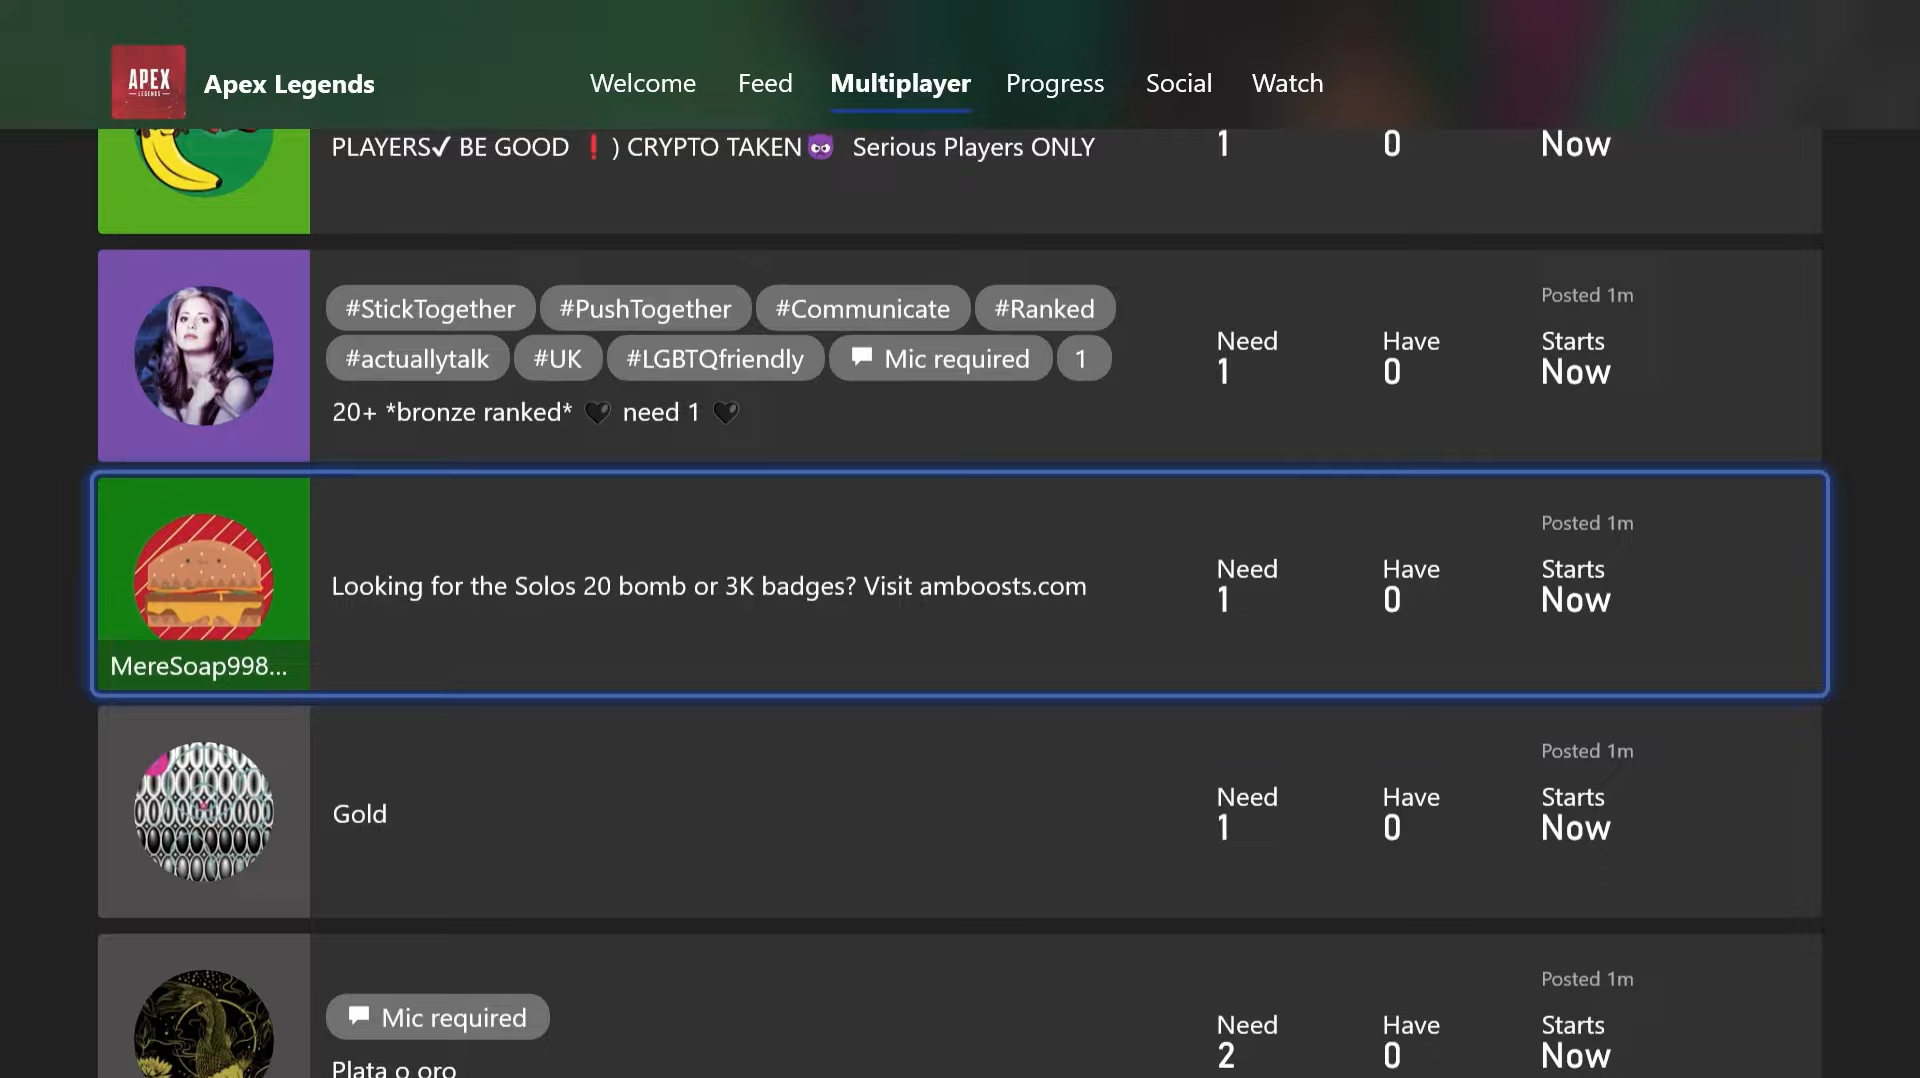 APEX
LEGENDS
Apex Legends
Welcome
Feed
Multiplayer
Progress
Social
Watch
PLAYERS✔ BE GOOD ❗ ) CRYPTO TAKEN 😈 Serious Players ONLY
1
0
Now
#StickTogether #PushTogether #Communicate #Ranked
#actuallytalk #UK #LGBTQfriendly Mic required 1
20+ *bronze ranked* 🖤 need 1 🖤
Need
1
Have
0
Posted 1m
Starts
Now
MereSoap998...
Looking for the Solos 20 bomb or 3K badges? Visit amboosts.com
Need
1
Have
0
Posted 1m
Starts
Now
Gold
Need
1
Have
0
Posted 1m
Starts
Now
Mic required
Plata o oro
Need
2
Have
0
Posted 1m
Starts
Now